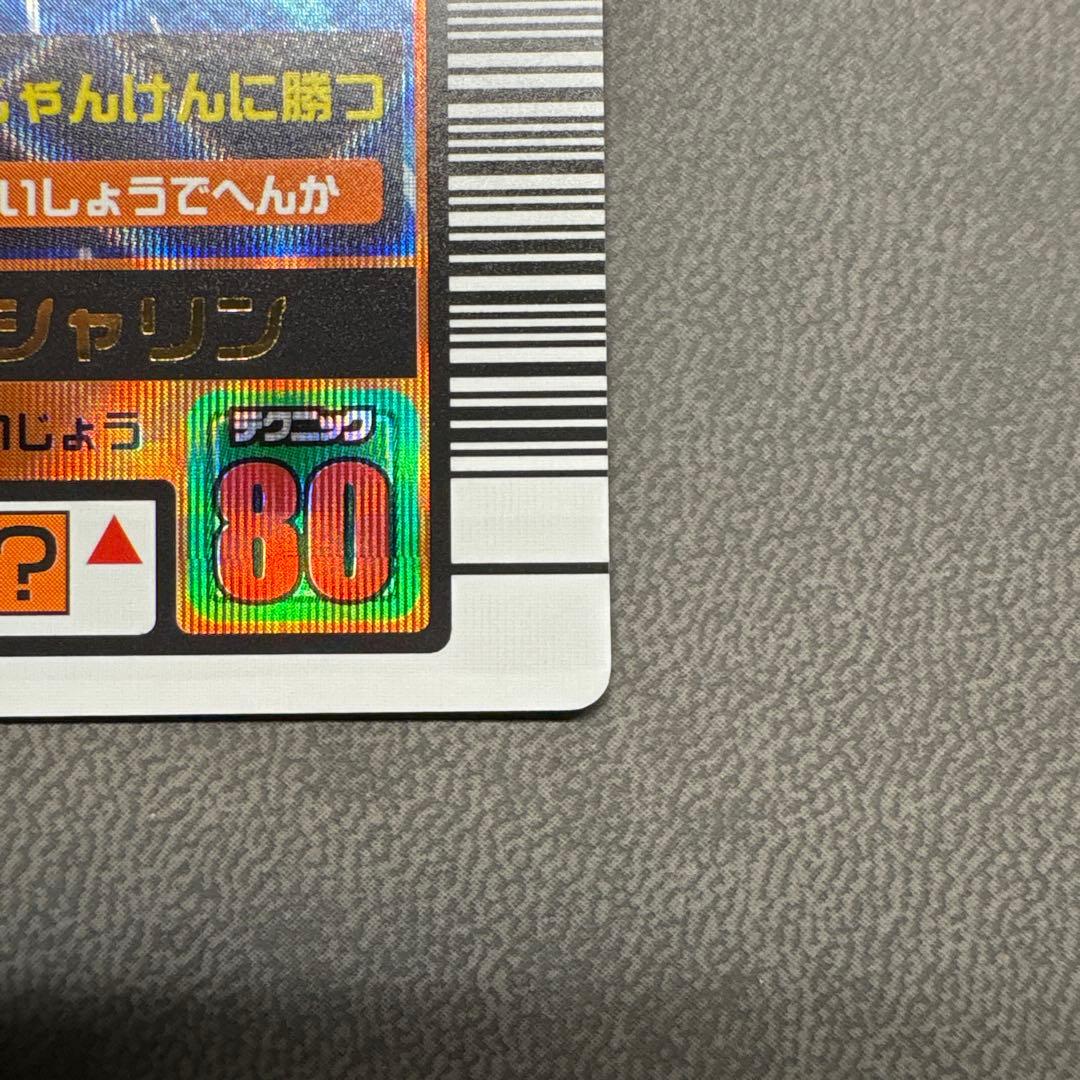 ゃんけんに勝つ
いしょうでへんか
シャリン
いじょう
テクニック
80
?